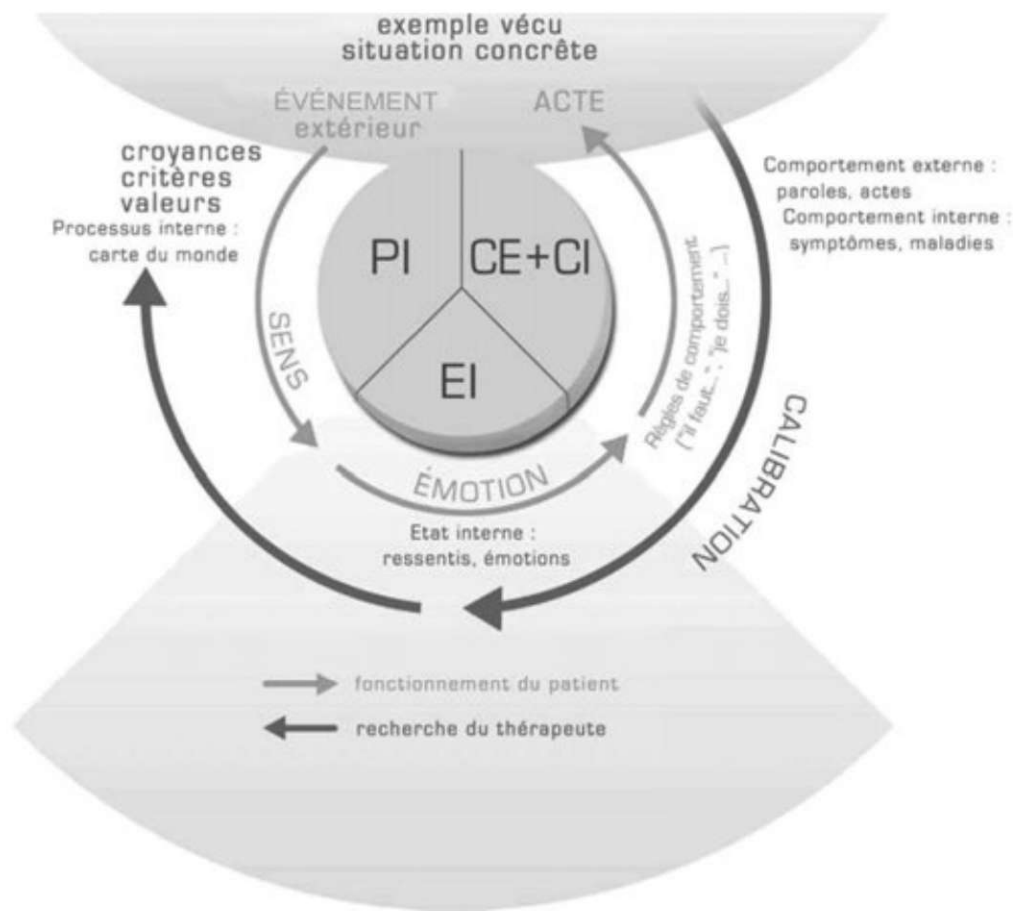 exemple vécu
situation concrète
ÉVÉNEMENT
extérieur
ACTE
croyances
critères
valeurs
Processus interne :
carte du monde
Comportement externe :
paroles, actes
Comportement interne :
symptômes, maladies
PI
CE+CI
EI
SENS
ÉMOTION
Règles de comportement
("il faut...", "je dois..." ...)
CALIBRATION
Etat interne :
ressentis, émotions
fonctionnement du patient
recherche du thérapeute